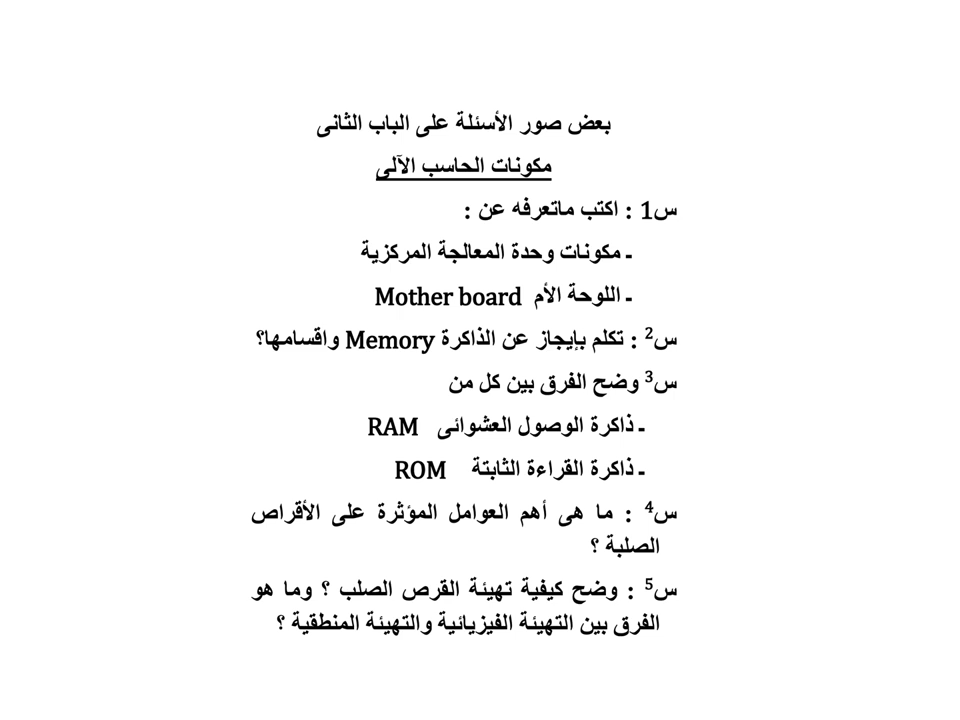 بعض صور الأسئلة على الباب الثانى
مكونات الحاسب الآلى
س1 : اكتب ماتعرفه عن :
ـ مكونات وحدة المعالجة المركزية
ـ اللوحة الأم Mother board
س2 : تكلم بإيجاز عن الذاكرة Memory واقسامها؟
س3 وضح الفرق بين كل من
ـ ذاكرة الوصول العشوائى RAM
ـ ذاكرة القراءة الثابتة ROM
س4 : ما هى أهم العوامل المؤثرة على الأقراص
الصلبة ؟
س5 : وضح كيفية تهيئة القرص الصلب ؟ وما هو
الفرق بين التهيئة الفيزيائية والتهيئة المنطقية ؟